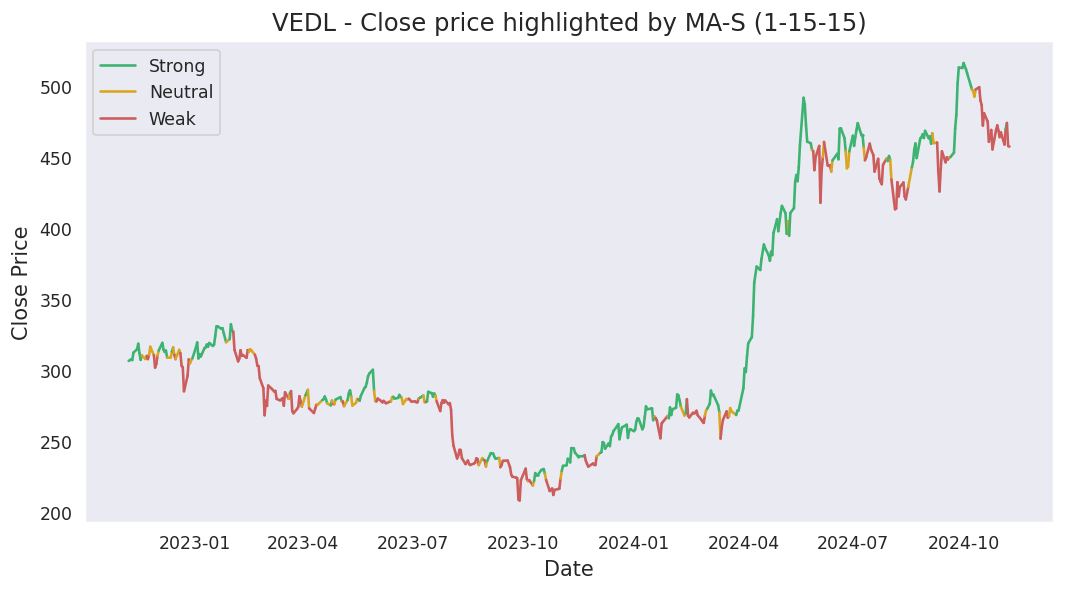 VEDL - Close price highlighted by MA-S (1-15-15)
Strong
Neutral
Weak
500
450
400
350
300
250
200
Close Price
2023-01 2023-04 2023-07 2023-10 2024-01 2024-04 2024-07 2024-10
Date